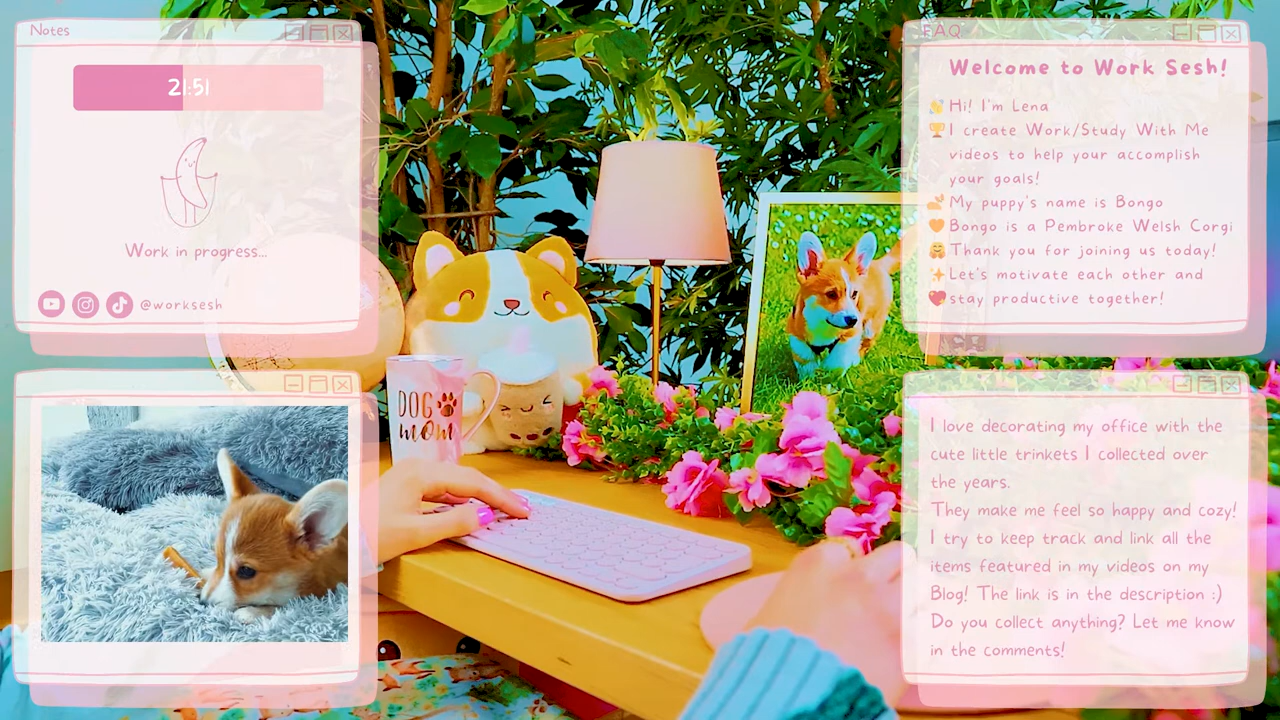 Notes
21:51
Work in progress...
@worksesh
FAQ
Welcome to Work Sesh!
Hi! I'm Lena
I create Work/Study With Me
videos to help your accomplish
your goals!
My puppy's name is Bongo
Bongo is a Pembroke Welsh Corgi
Thank you for joining us today!
Let's motivate each other and
stay productive together!
DOG
mom
I love decorating my office with the
cute little trinkets I collected over
the years.
They make me feel so happy and cozy!
I try to keep track and link all the
items featured in my videos on my
Blog! The link is in the description :)
Do you collect anything? Let me know
in the comments!